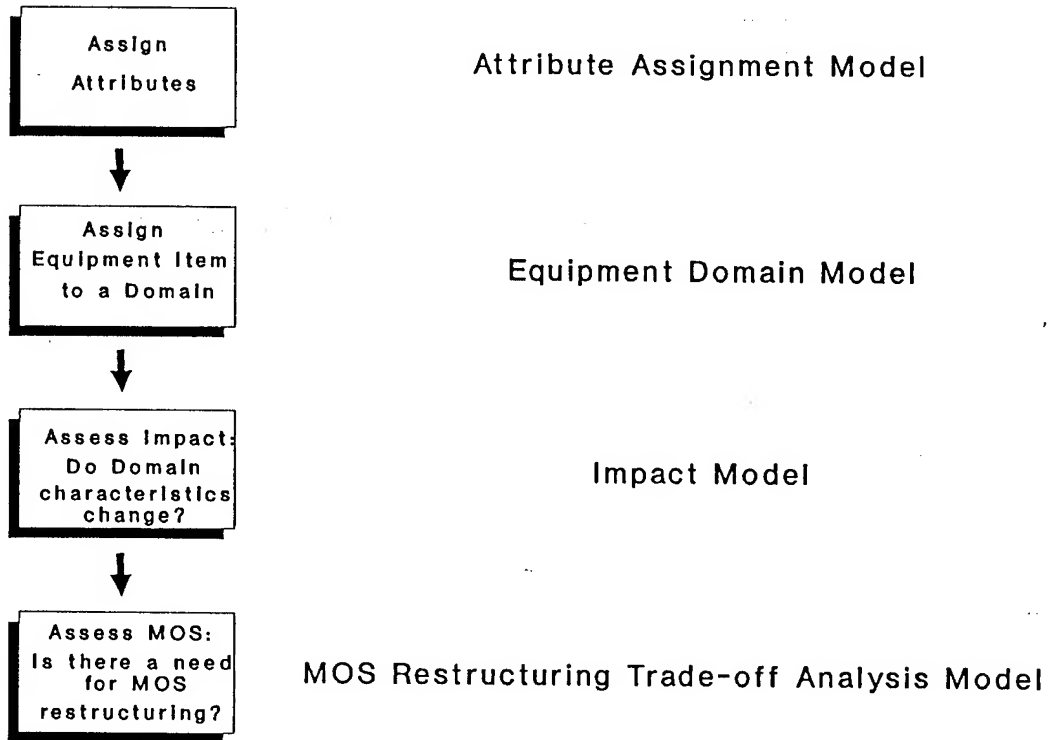 Assign
Attributes
Attribute Assignment Model
Assign
Equipment Item
to a Domain
Equipment Domain Model
Assess Impact:
Do Domain
characteristics
change?
Impact Model
Assess MOS:
Is there a need
for MOS
restructuring?
MOS Restructuring Trade-off Analysis Model